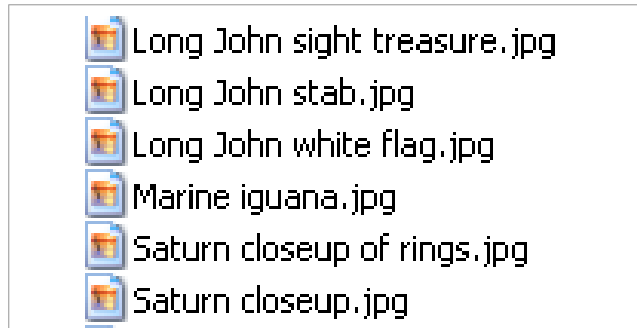 Long John sight treasure.jpg
Long John stab.jpg
Long John white flag.jpg
Marine iguana.jpg
Saturn closeup of rings.jpg
Saturn closeup.jpg